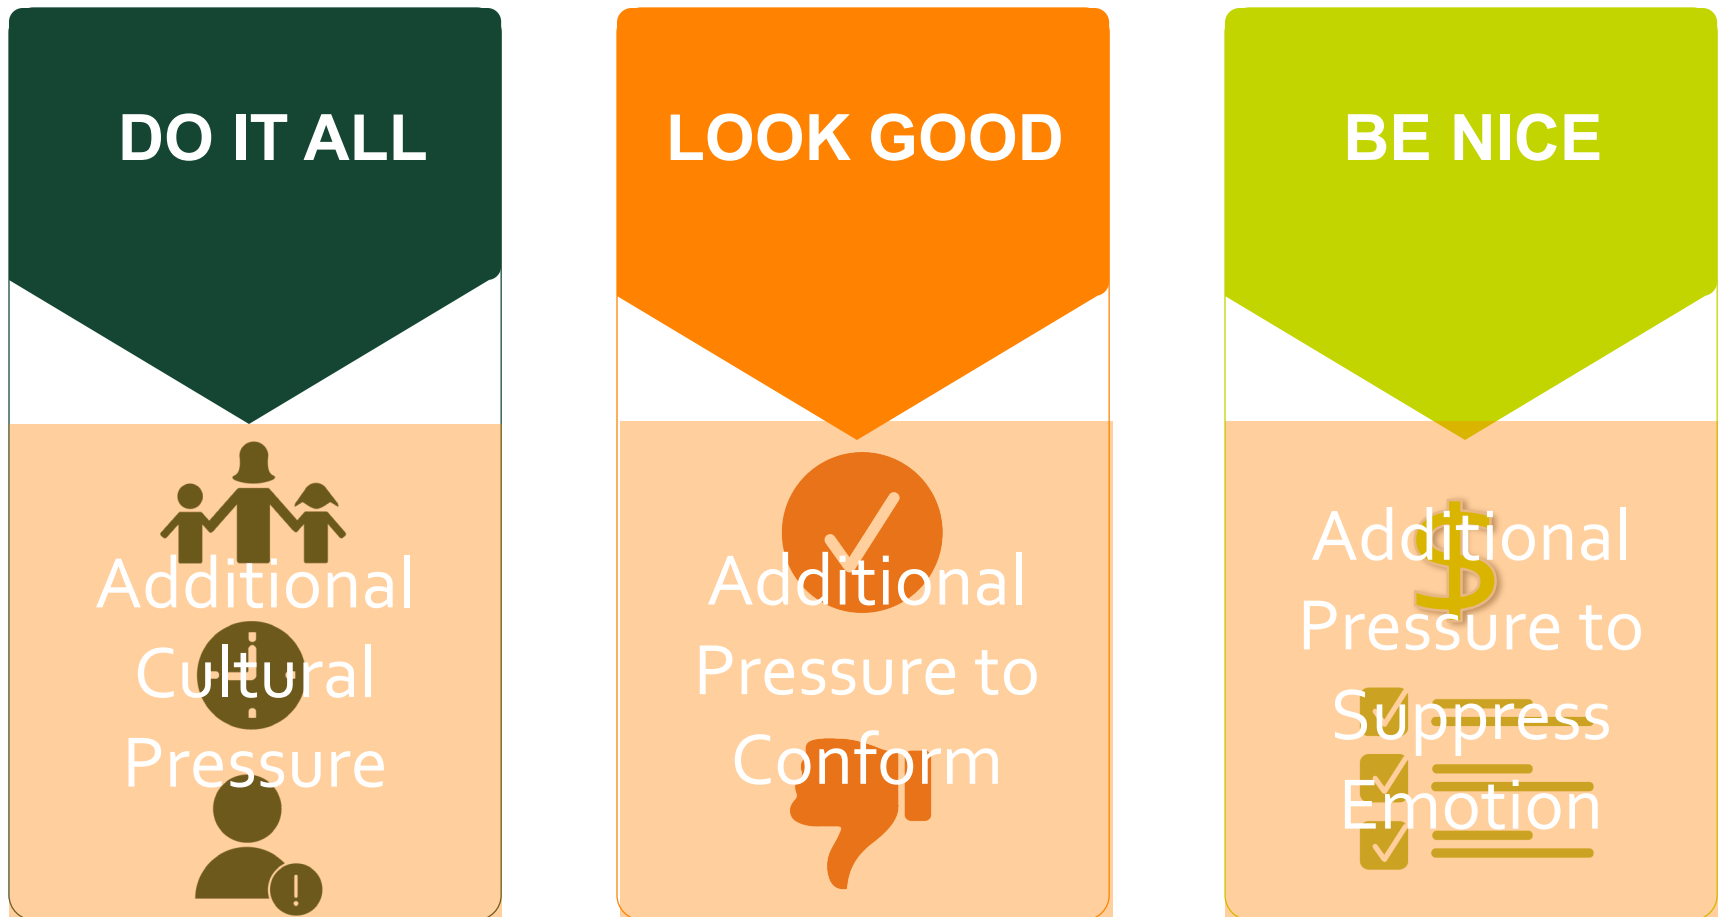 DO IT ALL
Additional
Cultural
Pressure
LOOK GOOD
Additional
Pressure to
Conform
BE NICE
Additional
Pressure to
Suppress
Emotion